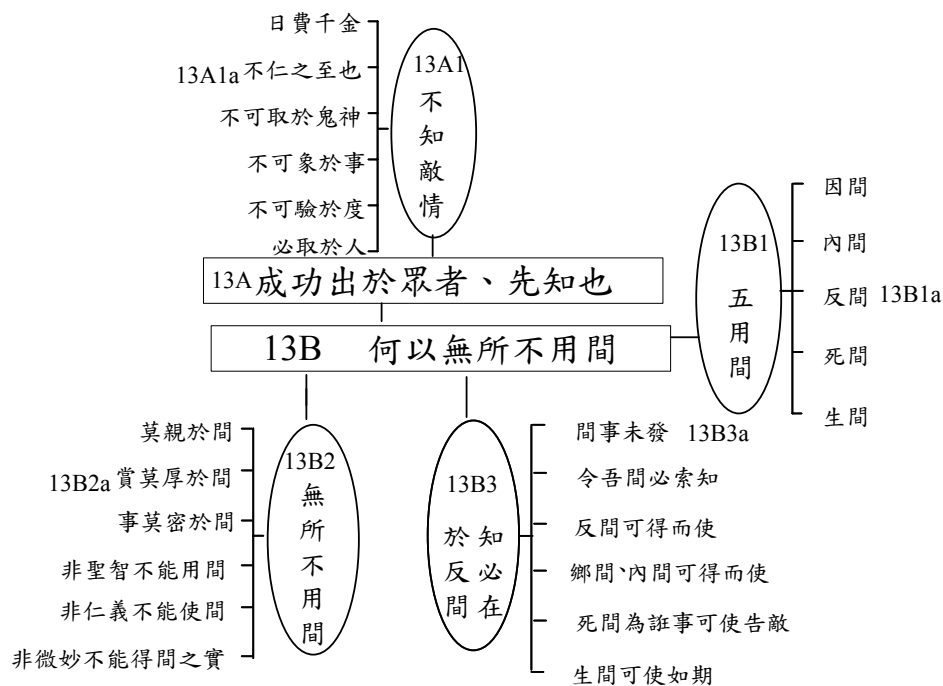 日費千金
13A1a 不仁之至也
不可取於鬼神
不可象於事
不可驗於度
必取於人
13A1
不知敵情
13A 成功出於眾者、先知也
13B 何以無所不用間
13B1
五用間
因間
內間
反間 13B1a
死間
生間
莫親於間
13B2a 賞莫厚於間
事莫密於間
非聖智不能用間
非仁義不能使間
非微妙不能得間之實
13B2
無所不用間
13B3
知必在
於反間
間事未發 13B3a
令吾間必索知
反間可得而使
鄉間、內間可得而使
死間為誑事可使告敵
生間可使如期